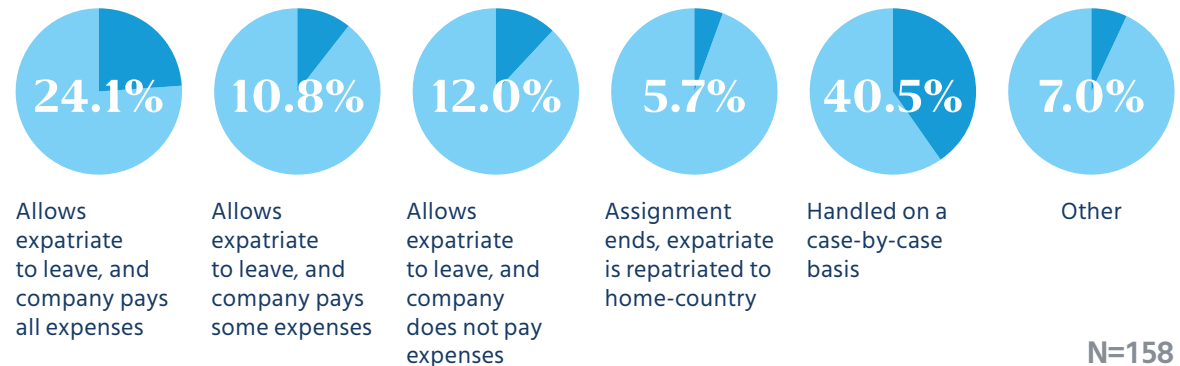 24.1%
10.8%
12.0%
5.7%
40.5%
7.0%
Allows
expatriate
to leave, and
company pays
all expenses
Allows
expatriate
to leave, and
company pays
some expenses
Allows
expatriate
to leave, and
company
does not pay
expenses
Assignment
ends, expatriate
is repatriated to
home-country
Handled on a
case-by-case
basis
Other
N=158